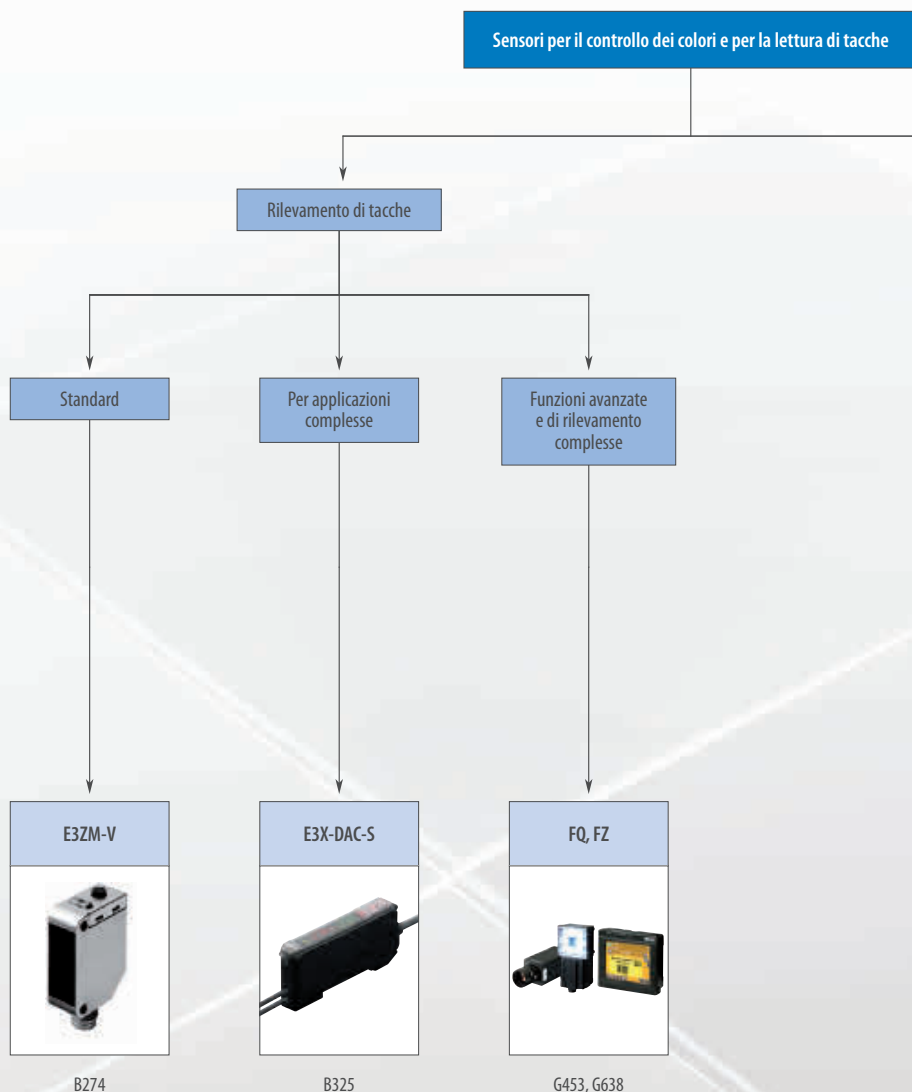 Sensori per il controllo dei colori e per la lettura di tacche
Rilevamento di tacche
Standard
Per applicazioni
complesse
Funzioni avanzate
e di rilevamento
complesse
E3ZM-V
E3X-DAC-S
FQ, FZ
B274
B325
G453, G638